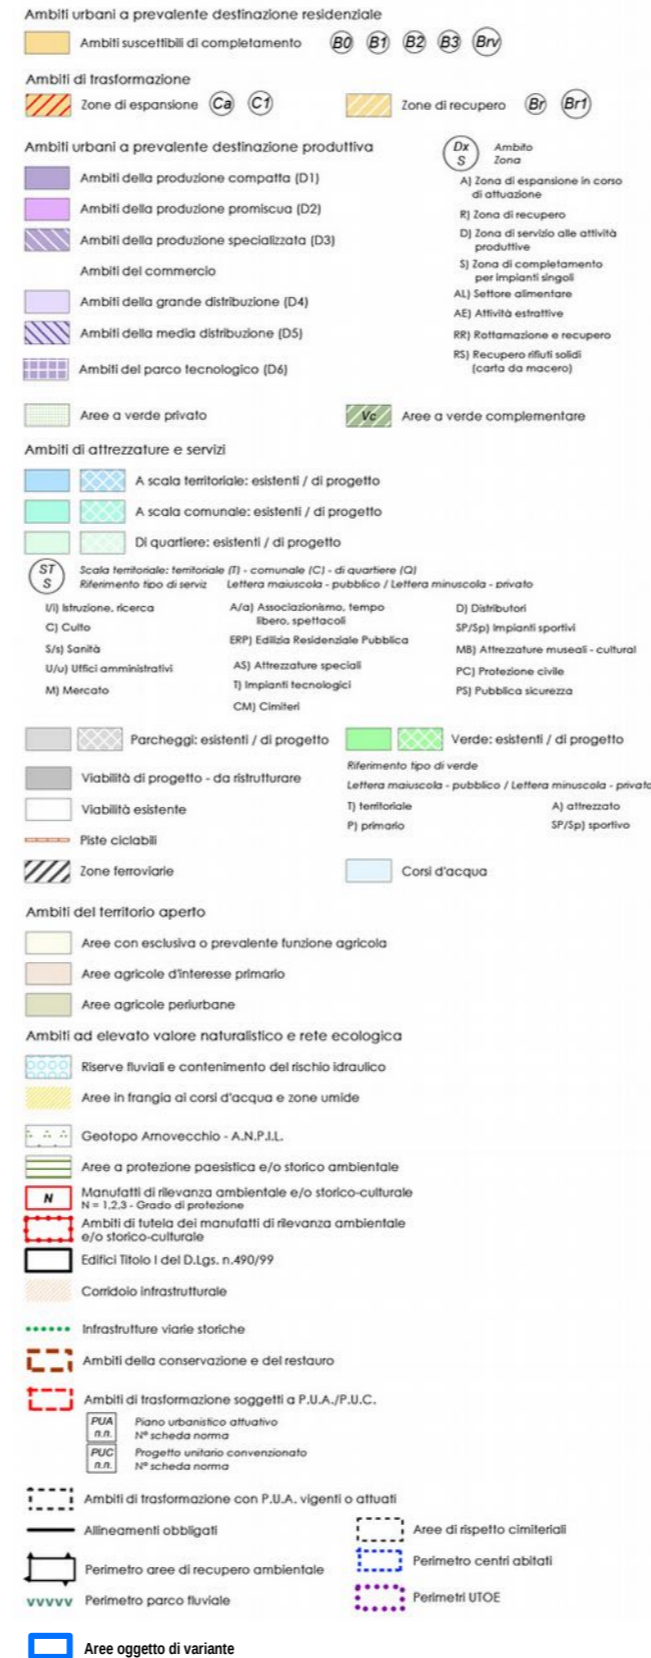 Ambiti urbani a prevalente destinazione residenziale
Ambiti suscettibili di completamento B0 B1 B2 B3 Brv
Ambiti di trasformazione
Zone di espansione Ca C1 Zone di recupero Br Br1
Ambiti urbani a prevalente destinazione produttiva
Dx Ambito
S Zona
Ambiti della produzione compatta (D1)
Ambiti della produzione promiscua (D2)
Ambiti della produzione specializzata (D3)
Ambiti del commercio
Ambiti della grande distribuzione (D4)
Ambiti della media distribuzione (D5)
Ambiti del parco tecnologico (D6)
A) Zona di espansione in corso
di attuazione
R) Zona di recupero
D) Zona di servizio alle attività
produttive
S) Zona di completamento
per impianti singoli
AL) Settore alimentare
AE) Attività estrattive
RR) Rottamazione e recupero
RS) Recupero rifiuti solidi
(carta da macero)
Aree a verde privato Vc Aree a verde complementare
Ambiti di attrezzature e servizi
A scala territoriale: esistenti / di progetto
A scala comunale: esistenti / di progetto
Di quartiere: esistenti / di progetto
ST Scala territoriale: territoriale (T) - comunale (C) - di quartiere (Q)
S Riferimento tipo di serviz Lettera maiuscola - pubblico / Lettera minuscola - privato
I/i) Istruzione, ricerca
C) Culto
S/s) Sanità
U/u) Uffici amministrativi
M) Mercato
A/a) Associazionismo, tempo
libero, spettacoli
ERP) Edilizia Residenziale Pubblica
AS) Attrezzature speciali
T) Impianti tecnologici
CM) Cimiteri
D) Distributori
SP/Sp) Impianti sportivi
MB) Attrezzature museali - cultural
PC) Protezione civile
PS) Pubblica sicurezza
Parcheggi: esistenti / di progetto Verde: esistenti / di progetto
Viabilità di progetto - da ristrutturare
Viabilità esistente
Piste ciclabili
Riferimento tipo di verde
Lettera maiuscola - pubblico / Lettera minuscola - privato
T) territoriale A) attrezzato
P) primario SP/Sp) sportivo
Zone ferroviarie Corsi d'acqua
Ambiti del territorio aperto
Aree con esclusiva o prevalente funzione agricola
Aree agricole d'interesse primario
Aree agricole periurbane
Ambiti ad elevato valore naturalistico e rete ecologica
Riserve fluviali e contenimento del rischio idraulico
Aree in frangia ai corsi d'acqua e zone umide
Geotopo Arnovecchio - A.N.P.I.L.
Aree a protezione paesistica e/o storico ambientale
N Manufatti di rilevanza ambientale e/o storico-culturale
N = 1,2,3 - Grado di protezione
Ambiti di tutela dei manufatti di rilevanza ambientale
e/o storico-culturale
Edifici Titolo I del D.Lgs. n.490/99
Corridoio infrastrutturale
Infrastrutture viarie storiche
Ambiti della conservazione e del restauro
Ambiti di trasformazione soggetti a P.U.A./P.U.C.
PUA Piano urbanistico attuativo
n.n. N° scheda norma
PUC Progetto unitario convenzionato
n.n. N° scheda norma
Ambiti di trasformazione con P.U.A. vigenti o attuati
Allineamenti obbligati
Perimetro aree di recupero ambientale
Perimetro parco fluviale
Aree di rispetto cimiteriali
Perimetro centri abitati
Perimetri UTOE
Aree oggetto di variante